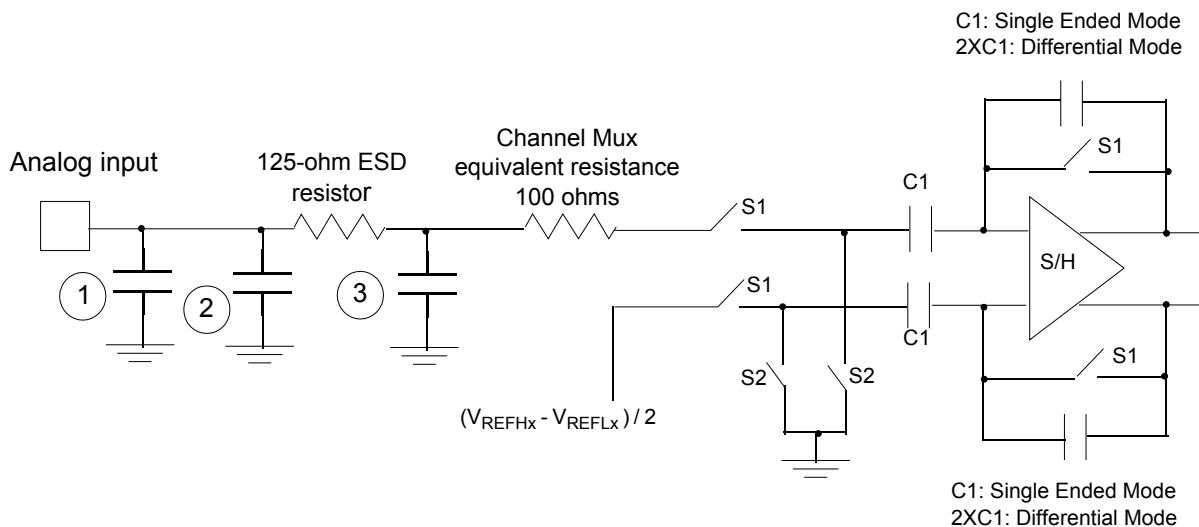 C1: Single Ended Mode
2XC1: Differential Mode
Analog input
125-ohm ESD
resistor
Channel Mux
equivalent resistance
100 ohms
S1
C1
S1
S/H
1
2
3
S1
C1
S1
S2
S2
(VREFHx - VREFLx ) / 2
C1: Single Ended Mode
2XC1: Differential Mode